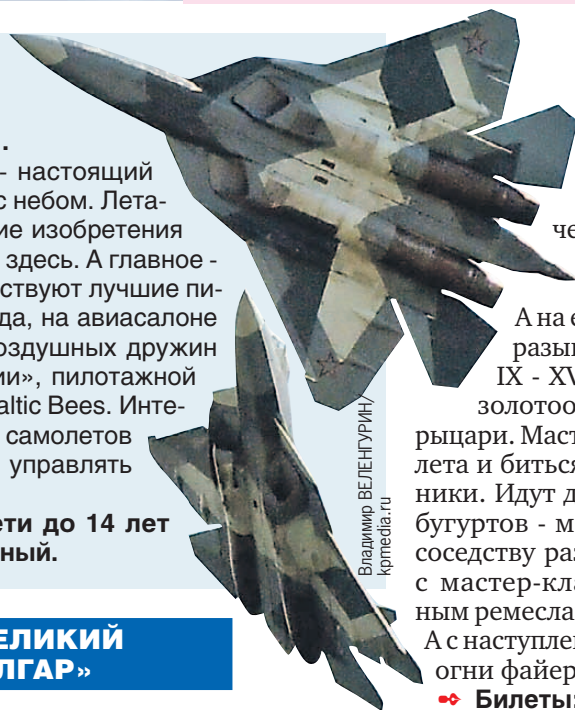 - настоящий
с небом. Лета-
ие изобретения
здесь. А главное -
ствуют лучшие пи-
да, на авиасалоне
оздушных дружин
ии», пилотажной
altic Bees. Инте-
самолетов
управлять
ети до 14 лет
ный.
ЕЛИКИЙ
ЛГАР»
Владимир ВЕЛЕНГУРИН/
kpmedia.ru
че
А на е
разы
IX - XV
золотоо
рыцари. Маст
лета и биться
ники. Идут д
бугуртов - м
соседству раз
с мастер-кла
ным ремесла
А с наступлен
огни файер
Билеты: